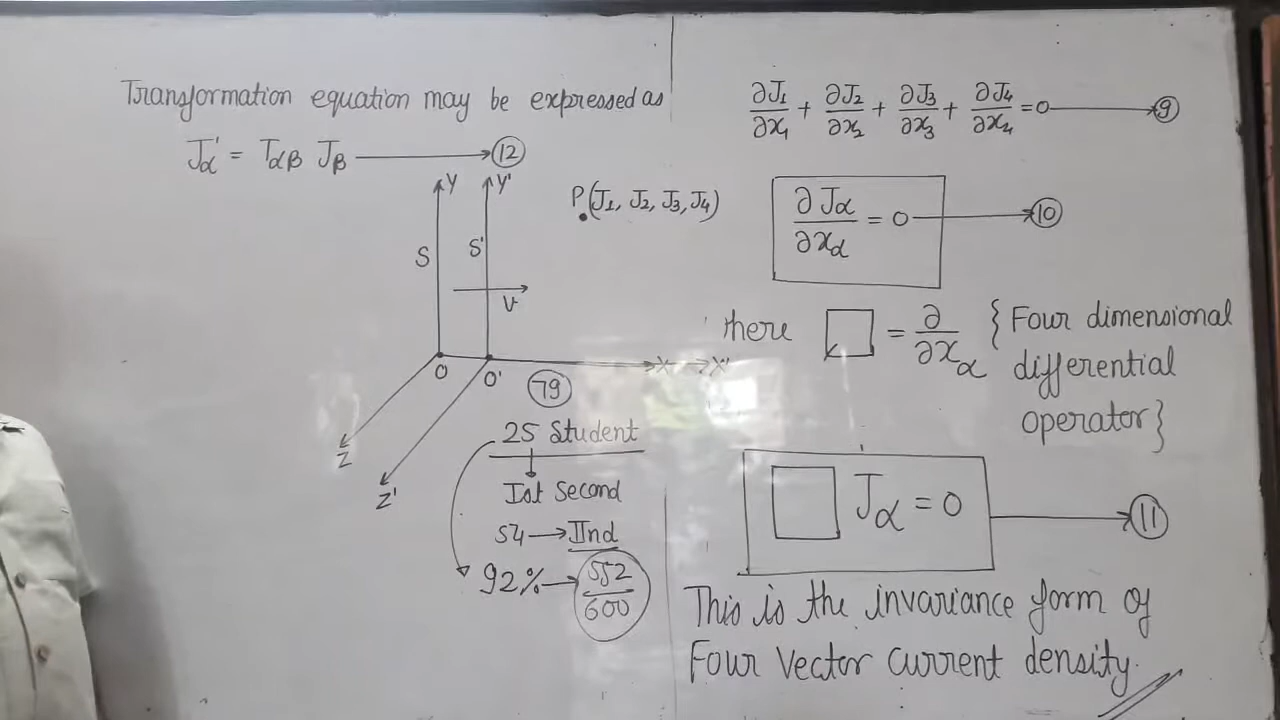 Transformation equation may be expressed as
Jα' = Tαβ Jβ → 12
Y Y'
P(J1, J2, J3, J4)
S S'
v
O O' X X'
Z
Z'
79
25 Student
Ist Second
54 → IInd
92% → 552/600
∂J1/∂x1 + ∂J2/∂x2 + ∂J3/∂x3 + ∂J4/∂x4 = 0 → 9
∂Jα/∂xα = 0 → 10
there □ = ∂/∂xα { Four dimensional
differential
operator }
□ Jα = 0 → 11
This is the invariance form of
Four Vector current density.